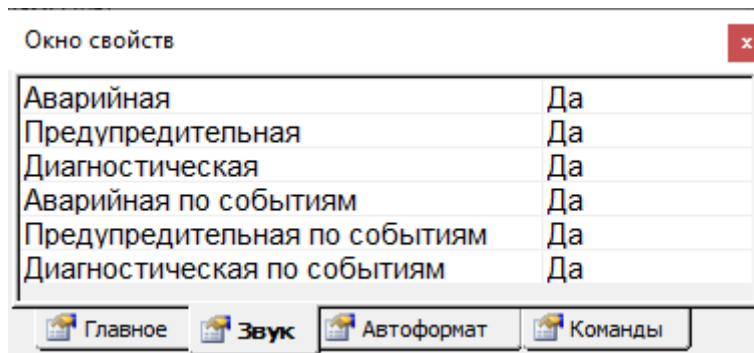 Окно свойств
x
Аварийная Да
Предупредительная Да
Диагностическая Да
Аварийная по событиям Да
Предупредительная по событиям Да
Диагностическая по событиям Да
Главное Звук Автоформат Команды